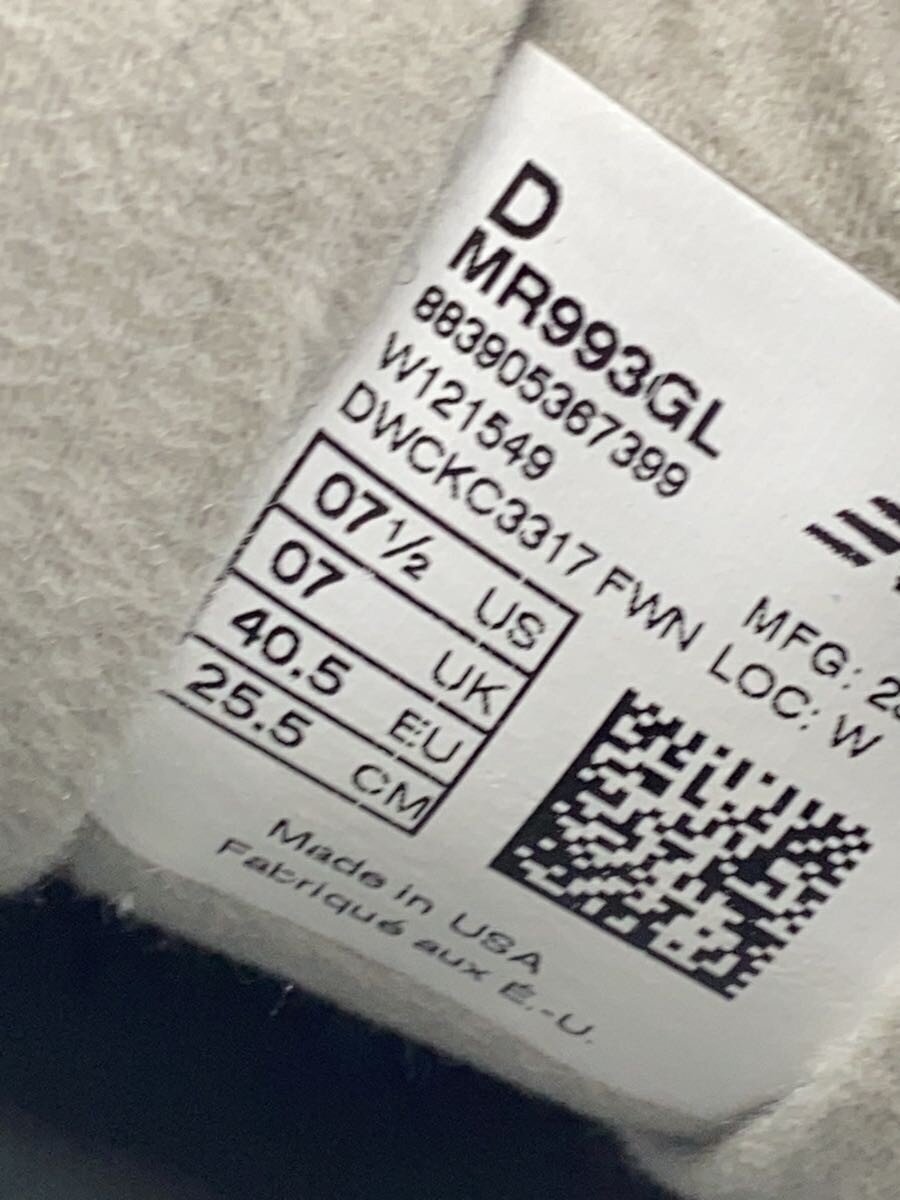 D
MR993GL
883905367399
W121549
DWCKC3317 FWN LOC: W
MFG:
07½ US
07 UK
40.5 EU
25.5 CM
Made in USA
Fabriqué aux É.-U.